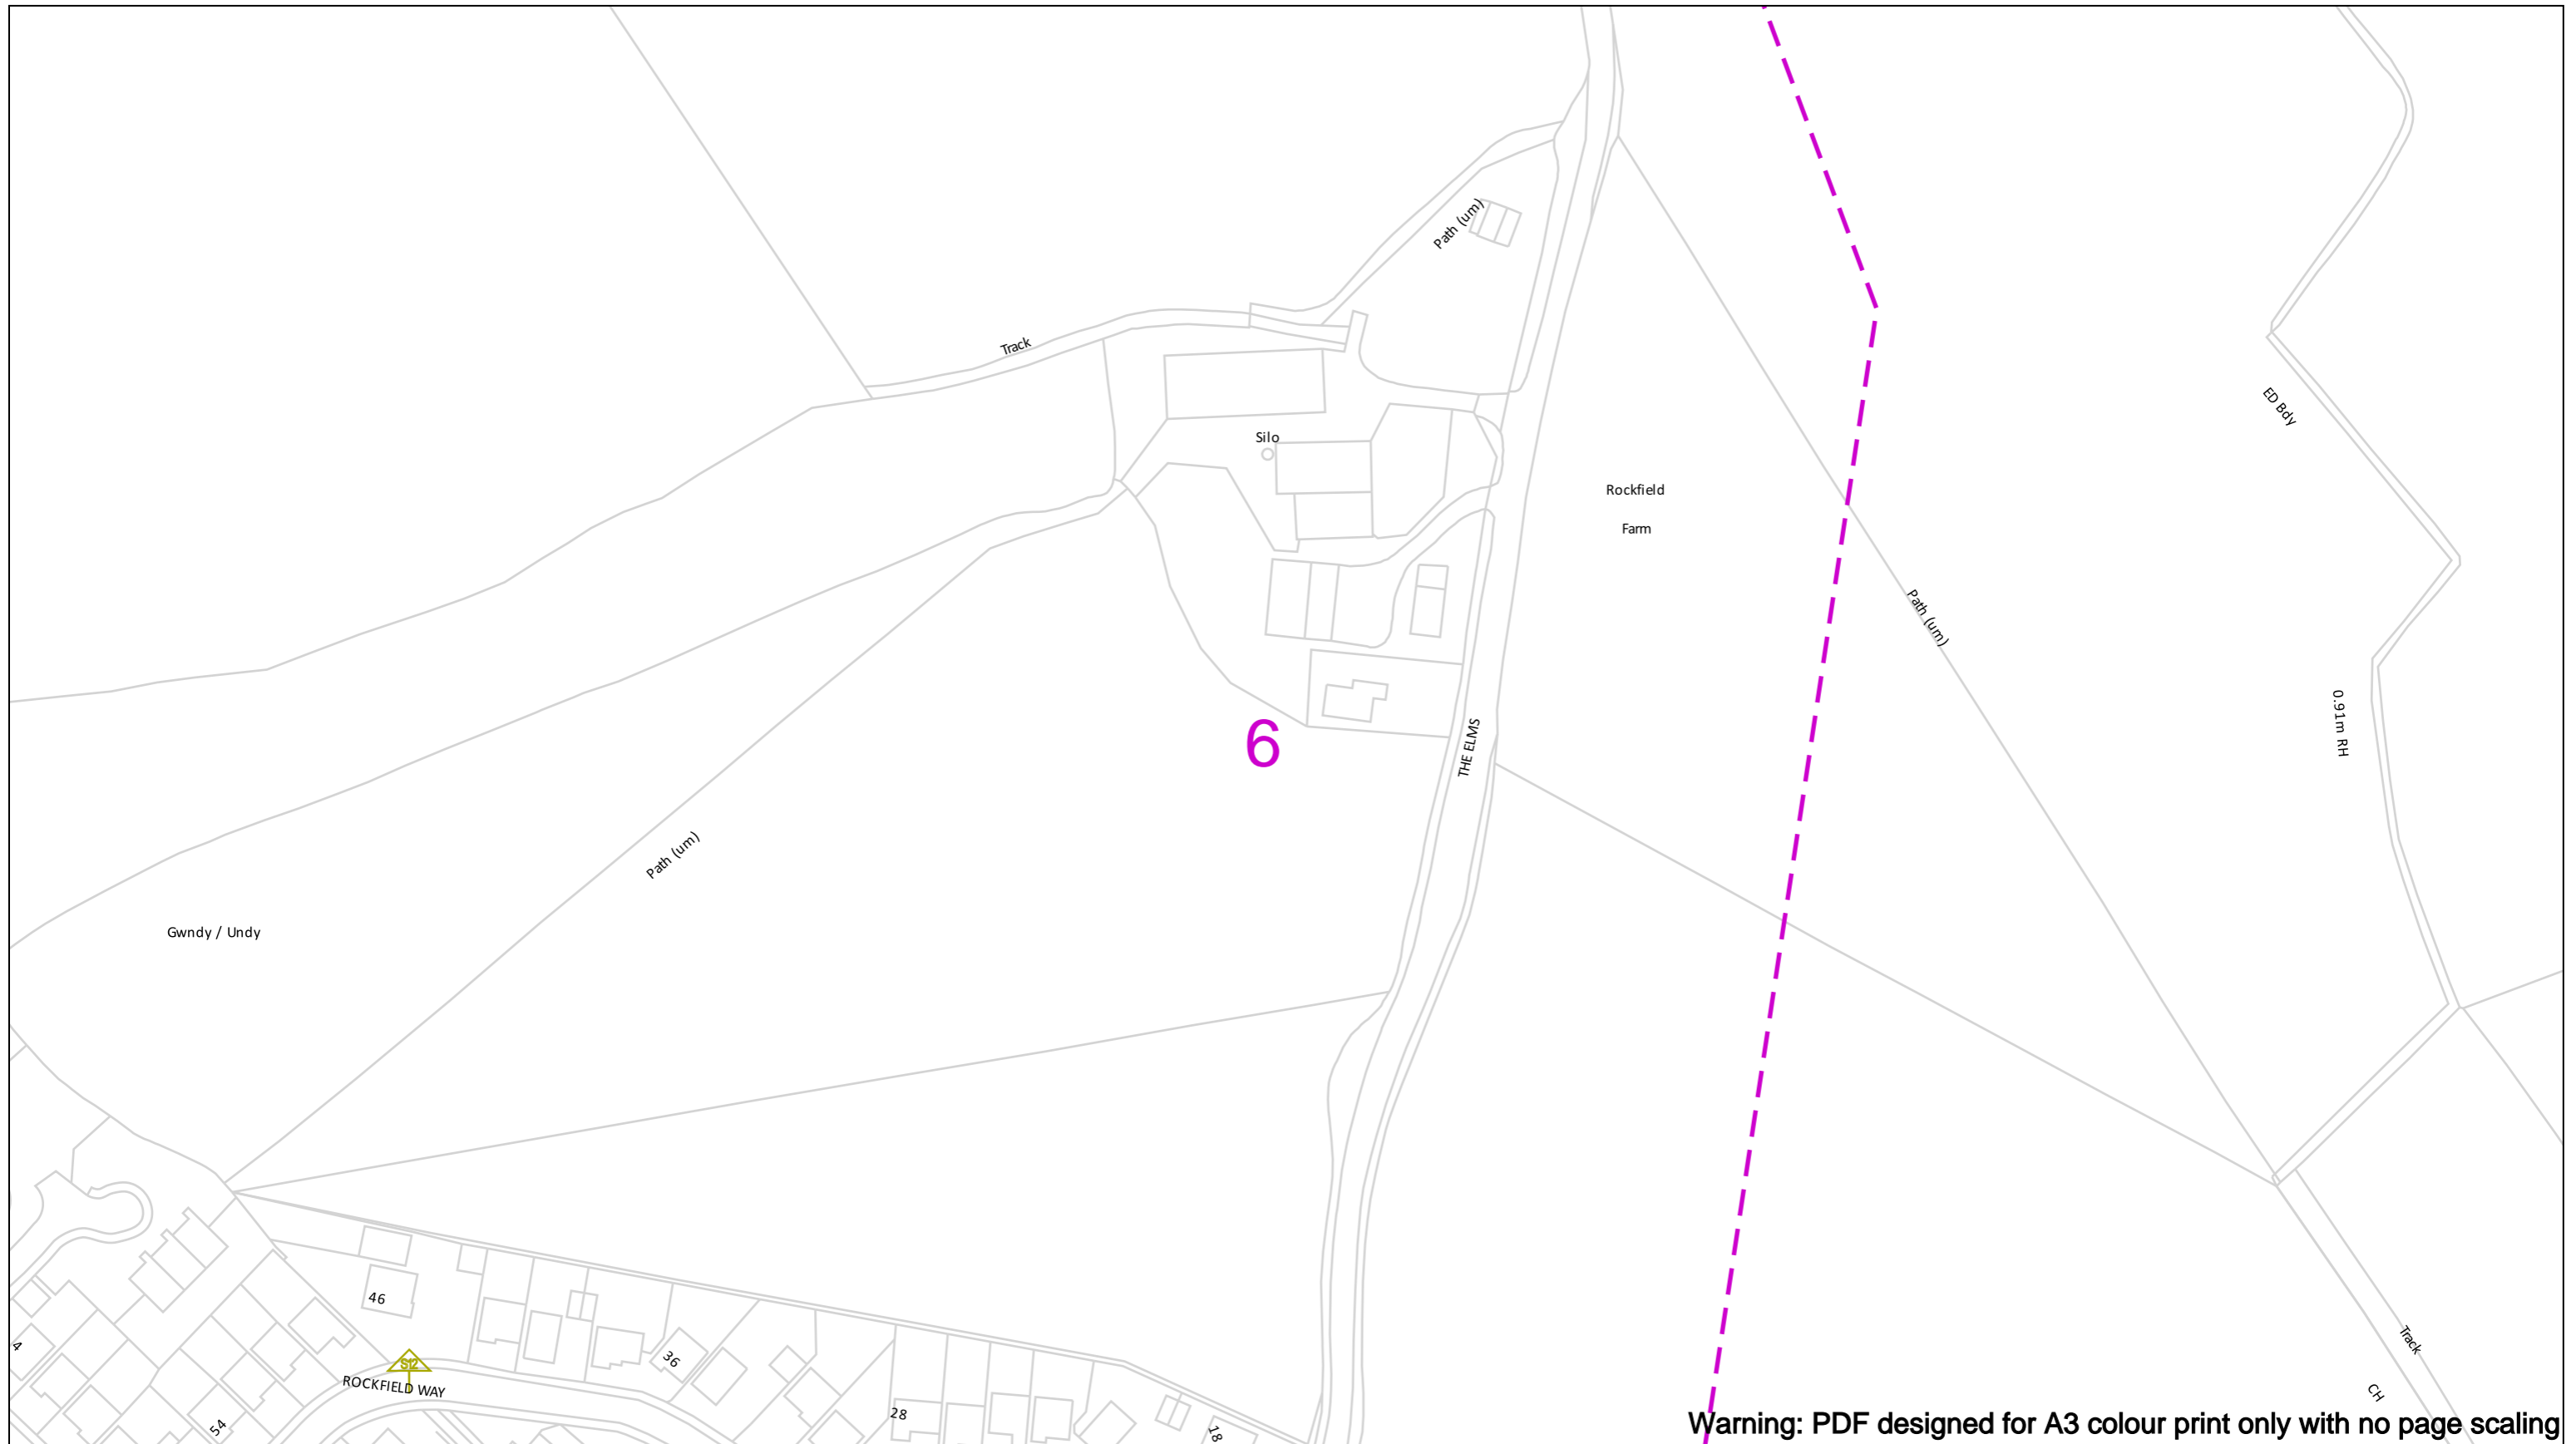 Path (um)
Track
ED Bdy
Silo
Rockfield
Farm
Path (um)
0.91m RH
THE ELMS
6
Path (um)
Gwndy / Undy
46
4
S12
36
ROCKFIELD WAY
Track
CH
28
54
18
Warning: PDF designed for A3 colour print only with no page scaling